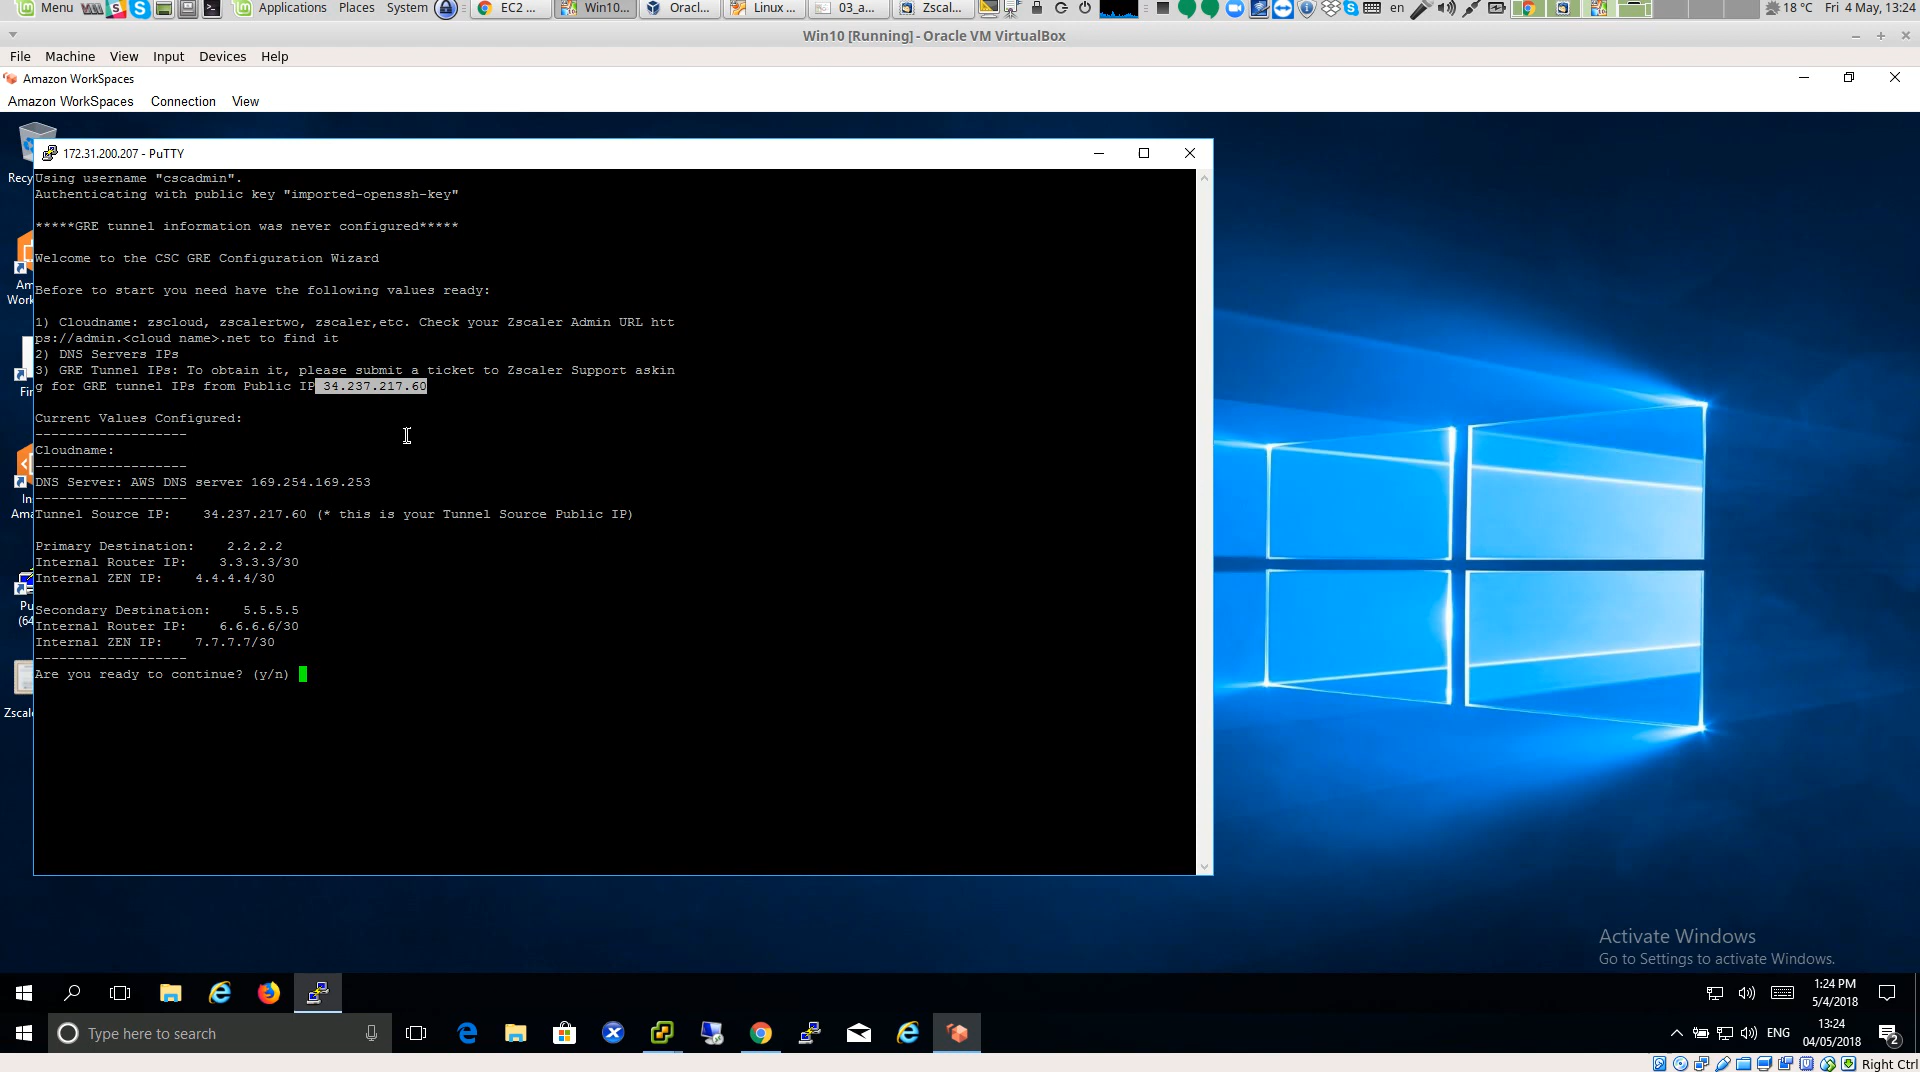 Menu Applications Places System EC2 ... Win10... Oracl... Linux ... 03_a... Zscal... en 18 °C Fri 4 May, 13:24
Win10 [Running] - Oracle VM VirtualBox
File Machine View Input Devices Help
Amazon WorkSpaces
Amazon WorkSpaces Connection View
172.31.200.207 - PuTTY
Recy
Am
Work
Fir
In
Ama
Pu
(64
Zscal
Using username "cscadmin".
Authenticating with public key "imported-openssh-key"
*****GRE tunnel information was never configured*****
Welcome to the CSC GRE Configuration Wizard
Before to start you need have the following values ready:
1) Cloudname: zscloud, zscalertwo, zscaler,etc. Check your Zscaler Admin URL htt
ps://admin.<cloud name>.net to find it
2) DNS Servers IPs
3) GRE Tunnel IPs: To obtain it, please submit a ticket to Zscaler Support askin
g for GRE tunnel IPs from Public IP 34.237.217.60
Current Values Configured:
-------------------
Cloudname:
-------------------
DNS Server: AWS DNS server 169.254.169.253
-------------------
Tunnel Source IP: 34.237.217.60 (* this is your Tunnel Source Public IP)
Primary Destination: 2.2.2.2
Internal Router IP: 3.3.3.3/30
Internal ZEN IP: 4.4.4.4/30
Secondary Destination: 5.5.5.5
Internal Router IP: 6.6.6.6/30
Internal ZEN IP: 7.7.7.7/30
-------------------
Are you ready to continue? (y/n)
Activate Windows
Go to Settings to activate Windows.
1:24 PM
5/4/2018
Type here to search
ENG
13:24
04/05/2018
2
Right Ctrl